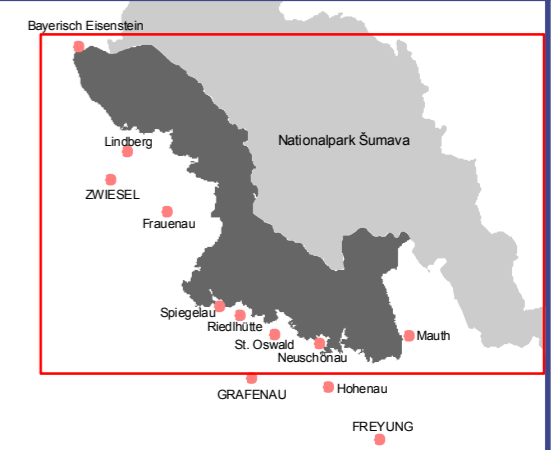 Bayerisch Eisenstein
Nationalpark Šumava
Lindberg
ZWIESEL
Frauenau
Spiegelau
Riedlhütte
St. Oswald
Mauth
Neuschönau
Hohenau
GRAFENAU
FREYUNG